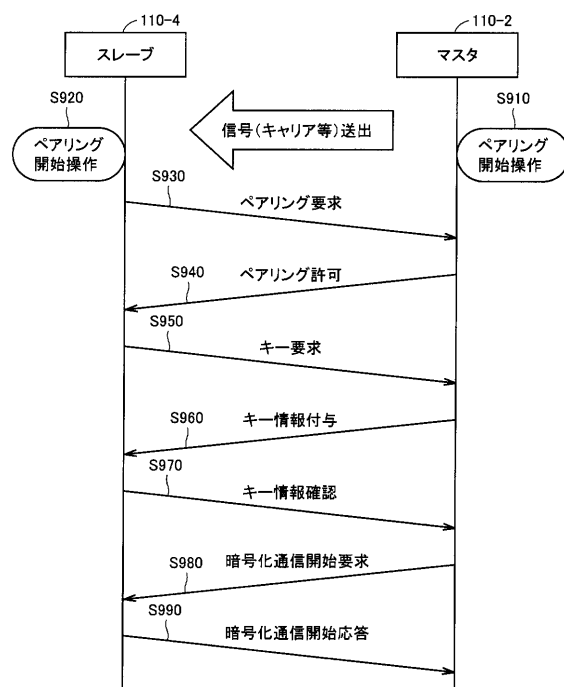 110-4
110-2
スレーブ
マスタ
S920
S910
信号(キャリア等)送出
ペアリング
開始操作
ペアリング
開始操作
S930
ペアリング要求
S940
ペアリング許可
S950
キー要求
S960
キー情報付与
S970
キー情報確認
S980
暗号化通信開始要求
S990
暗号化通信開始応答